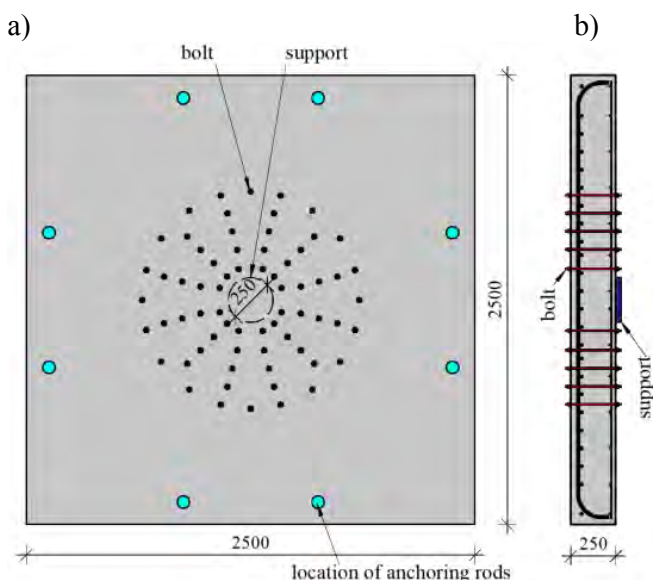 a)
b)
bolt
support
250
2500
bolt
support
2500
250
location of anchoring rods